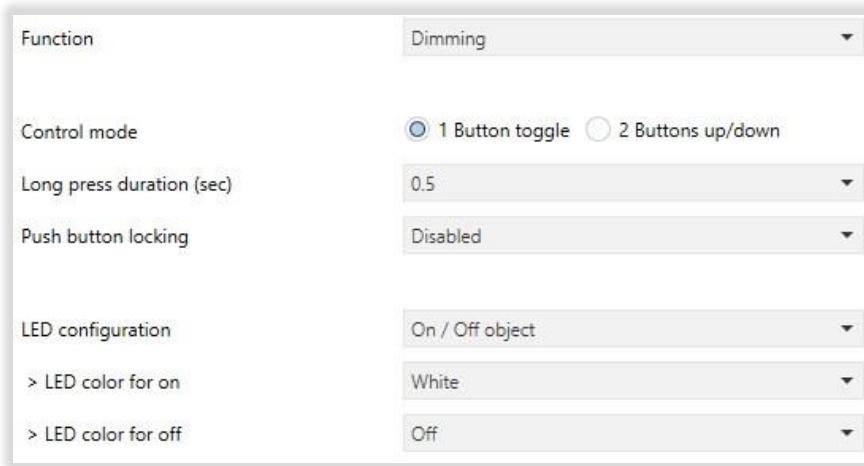 Function Dimming
Control mode 1 Button toggle 2 Buttons up/down
Long press duration (sec) 0.5
Push button locking Disabled
LED configuration On / Off object
> LED color for on White
> LED color for off Off